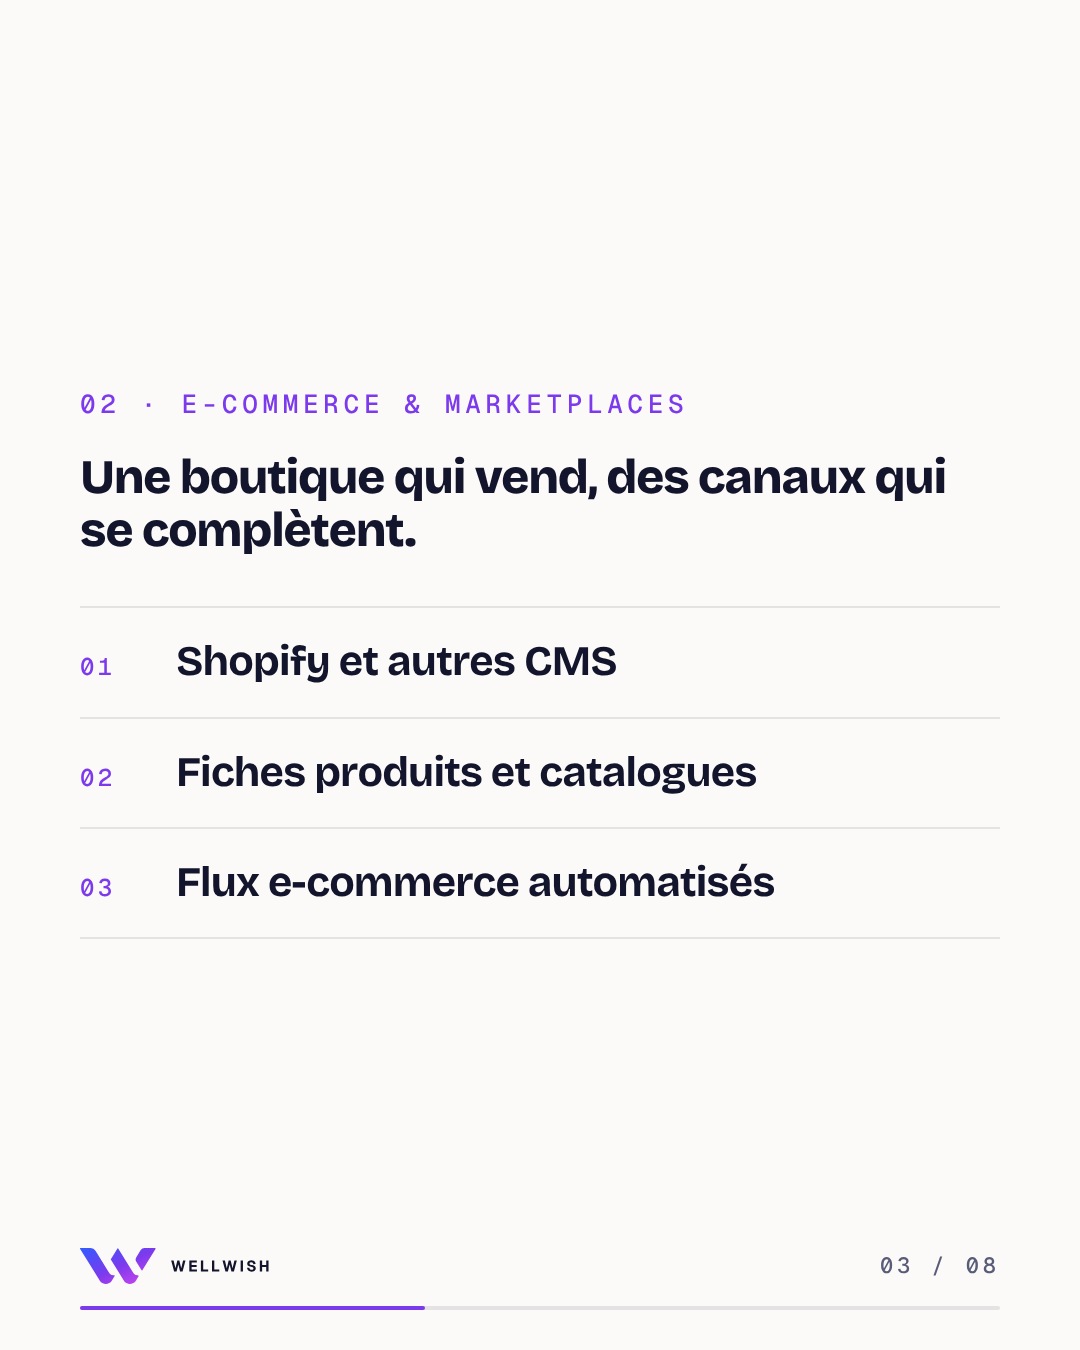 02 · E-COMMERCE & MARKETPLACES
Une boutique qui vend, des canaux qui
se complètent.
01 Shopify et autres CMS
02 Fiches produits et catalogues
03 Flux e-commerce automatisés
WELLWISH
03 / 08